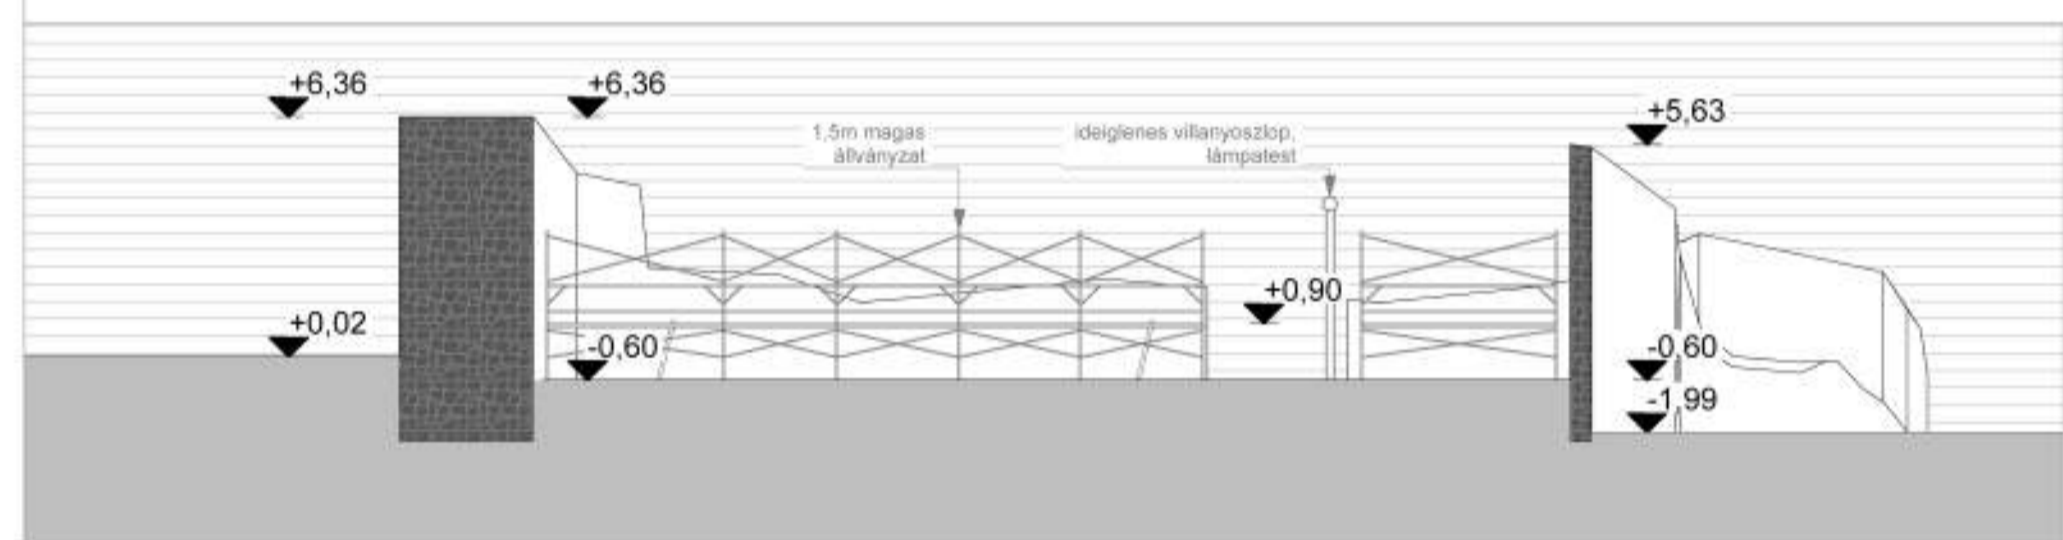 +6,36
+6,36
+5,63
1,5m magas
állványzat
ideiglenes villanyoszlop,
lámpatest
+0,90
+0,02
-0,60
-0,60
-1,99